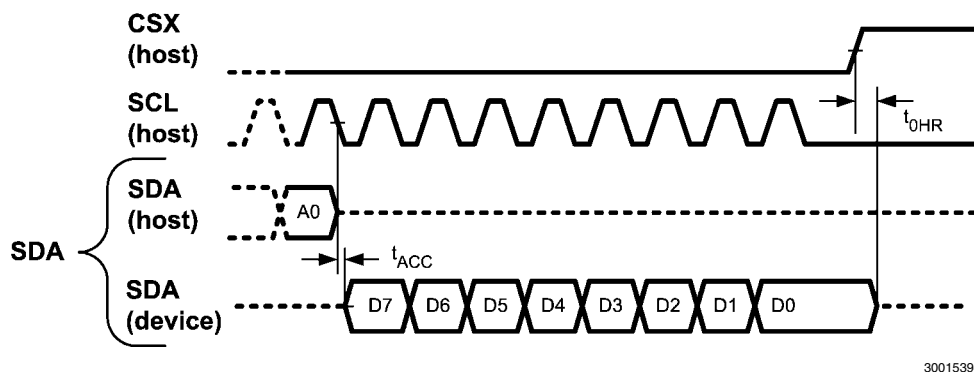 CSX
(host)
SCL
(host)
t0HR
SDA
(host)
A0
SDA
tACC
SDA
(device)
D7 D6 D5 D4 D3 D2 D1 D0
3001539